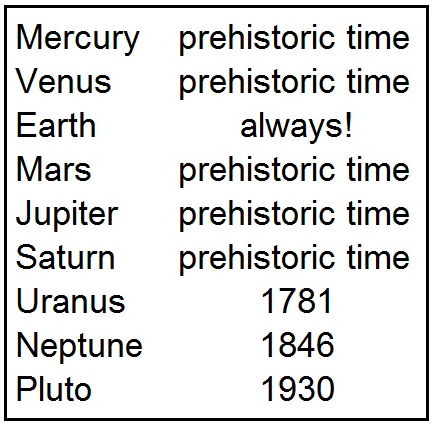 Mercury prehistoric time
Venus prehistoric time
Earth always!
Mars prehistoric time
Jupiter prehistoric time
Saturn prehistoric time
Uranus 1781
Neptune 1846
Pluto 1930